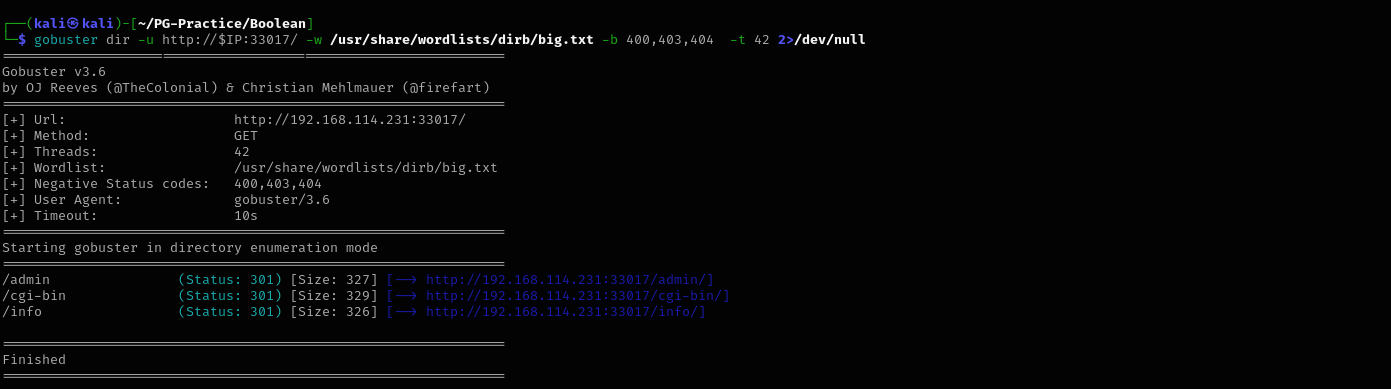 ┌──(kali㉿kali)-[~/PG-Practice/Boolean]
└─$ gobuster dir -u http://$IP:33017/ -w /usr/share/wordlists/dirb/big.txt -b 400,403,404  -t 42 2>/dev/null
===============================================================
Gobuster v3.6
by OJ Reeves (@TheColonial) & Christian Mehlmauer (@firefart)
===============================================================
[+] Url:                     http://192.168.114.231:33017/
[+] Method:                  GET
[+] Threads:                 42
[+] Wordlist:                /usr/share/wordlists/dirb/big.txt
[+] Negative Status codes:   400,403,404
[+] User Agent:              gobuster/3.6
[+] Timeout:                 10s
===============================================================
Starting gobuster in directory enumeration mode
===============================================================
/admin                (Status: 301) [Size: 327] [--> http://192.168.114.231:33017/admin/]
/cgi-bin              (Status: 301) [Size: 329] [--> http://192.168.114.231:33017/cgi-bin/]
/info                 (Status: 301) [Size: 326] [--> http://192.168.114.231:33017/info/]
===============================================================
Finished
===============================================================